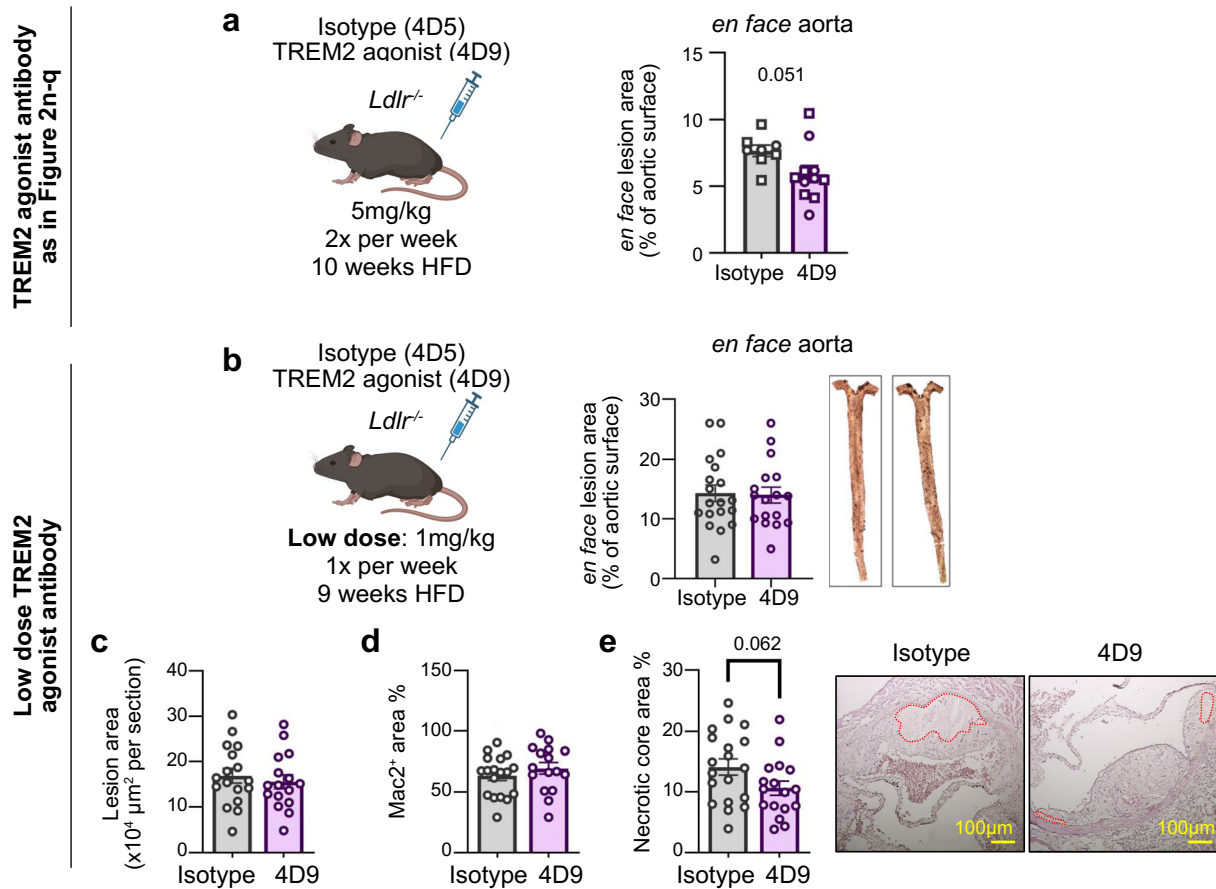 TREM2 agonist antibody
as in Figure 2n-q
a
Isotype (4D5)
TREM2 agonist (4D9)
Ldlr-/-
5mg/kg
2x per week
10 weeks HFD
en face aorta
en face lesion area
(% of aortic surface)
15
10
5
0
0.051
Isotype 4D9
Low dose TREM2
agonist antibody
b
Isotype (4D5)
TREM2 agonist (4D9)
Ldlr-/-
Low dose: 1mg/kg
1x per week
9 weeks HFD
en face aorta
en face lesion area
(% of aortic surface)
30
20
10
0
Isotype 4D9
c
Lesion area
(x10⁴ µm² per section)
40
30
20
10
0
Isotype 4D9
d
Mac2⁺ area %
150
100
50
0
Isotype 4D9
e
Necrotic core area %
30
20
10
0
0.062
Isotype 4D9
Isotype
4D9
100µm
100µm